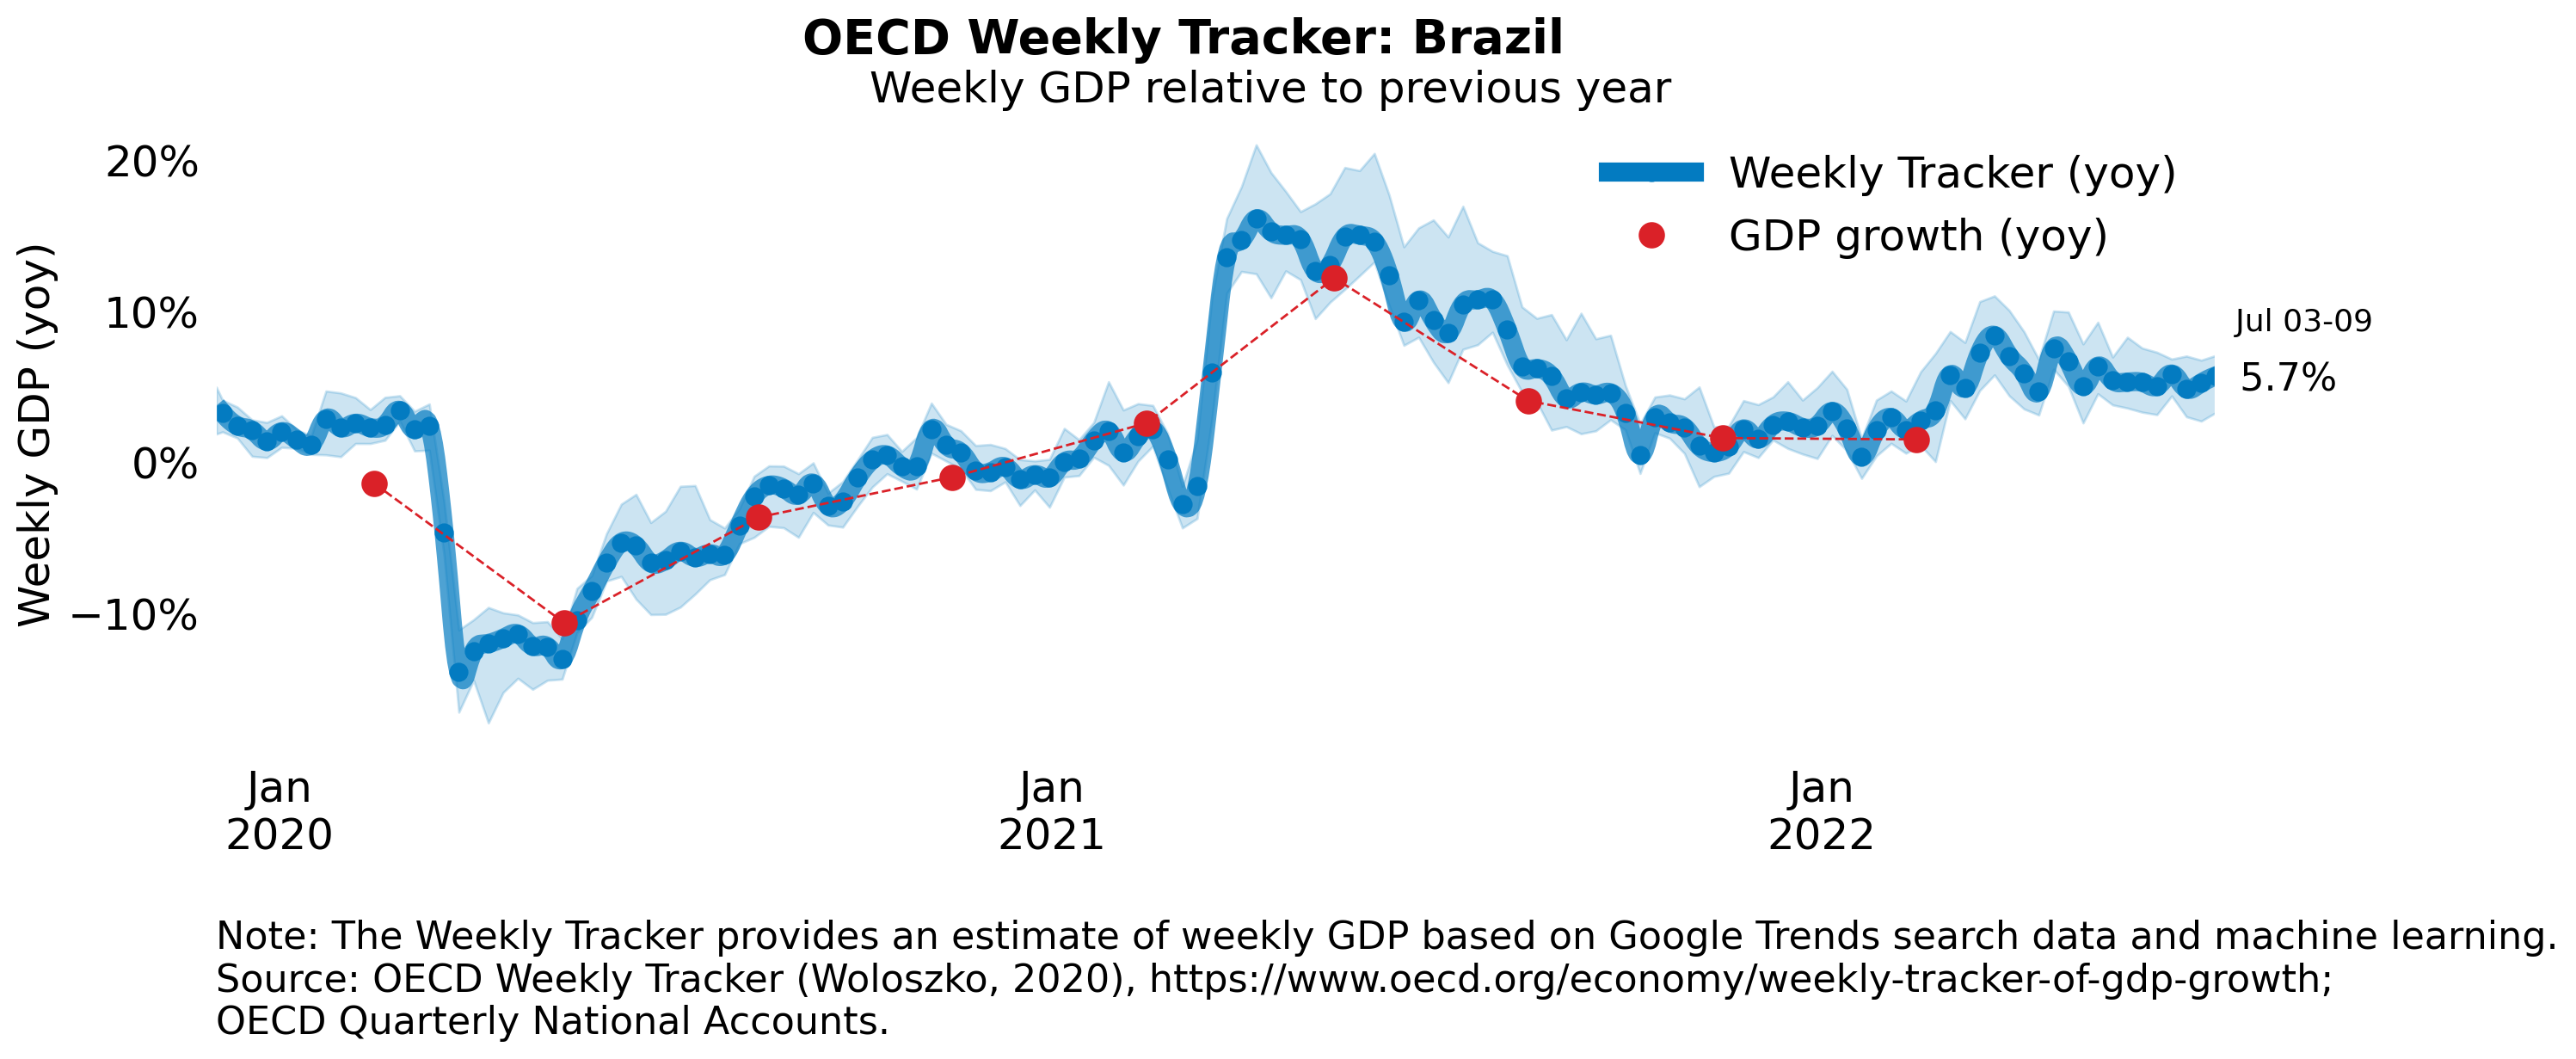 OECD Weekly Tracker: Brazil
Weekly GDP relative to previous year
Weekly GDP (yoy)
20%
10%
0%
−10%
Weekly Tracker (yoy)
GDP growth (yoy)
Jul 03-09
5.7%
Jan
2020
Jan
2021
Jan
2022
Note: The Weekly Tracker provides an estimate of weekly GDP based on Google Trends search data and machine learning.
Source: OECD Weekly Tracker (Woloszko, 2020), https://www.oecd.org/economy/weekly-tracker-of-gdp-growth;
OECD Quarterly National Accounts.